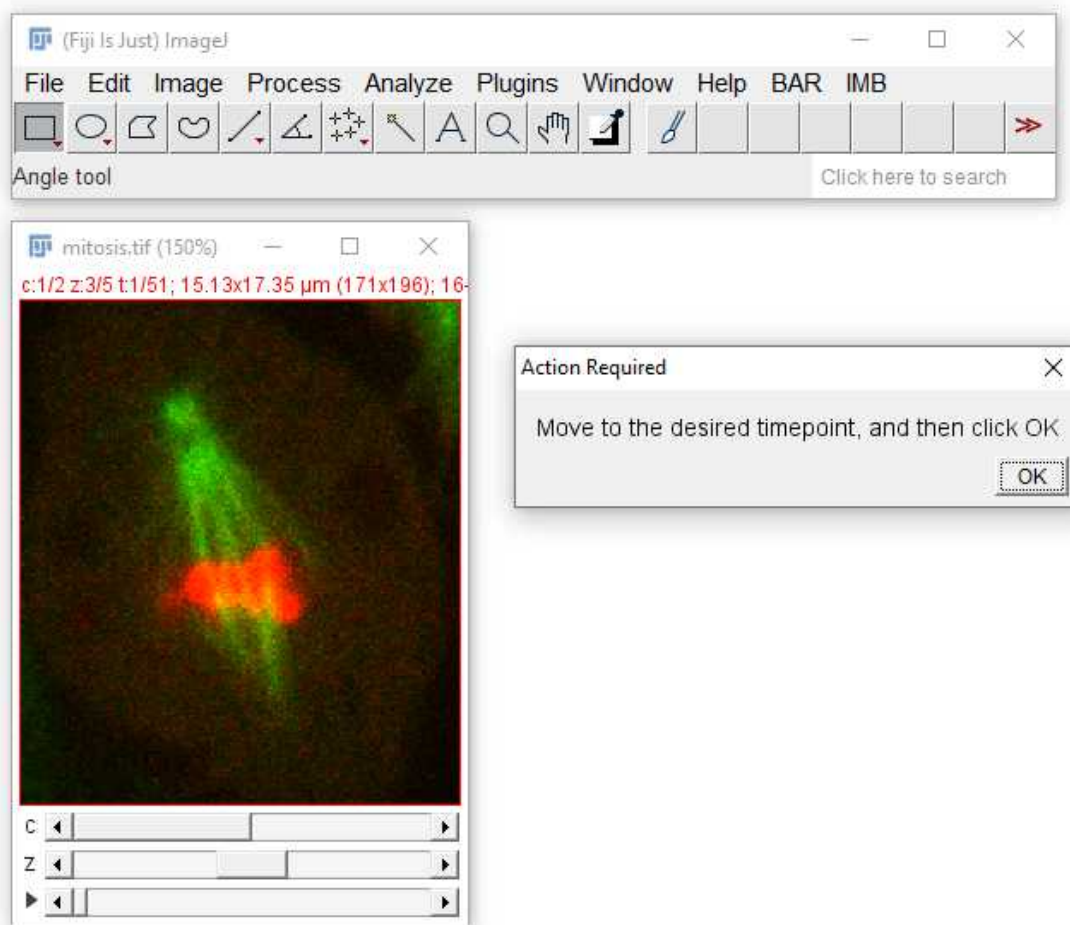 (Fiji Is Just) ImageJ
File Edit Image Process Analyze Plugins Window Help BAR IMB
A
>>
Angle tool
Click here to search
mitosis.tif (150%)
c:1/2 z:3/5 t:1/51; 15.13x17.35 µm (171x196); 16-
Action Required
Move to the desired timepoint, and then click OK
OK
C
Z